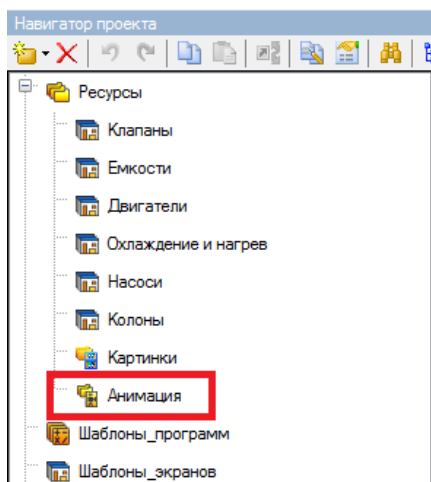 Навигатор проекта
Ресурсы
Клапаны
Емкости
Двигатели
Охлаждение и нагрев
Насоси
Колоны
Картинки
Анимация
Шаблоны_программ
Шаблоны_экранов